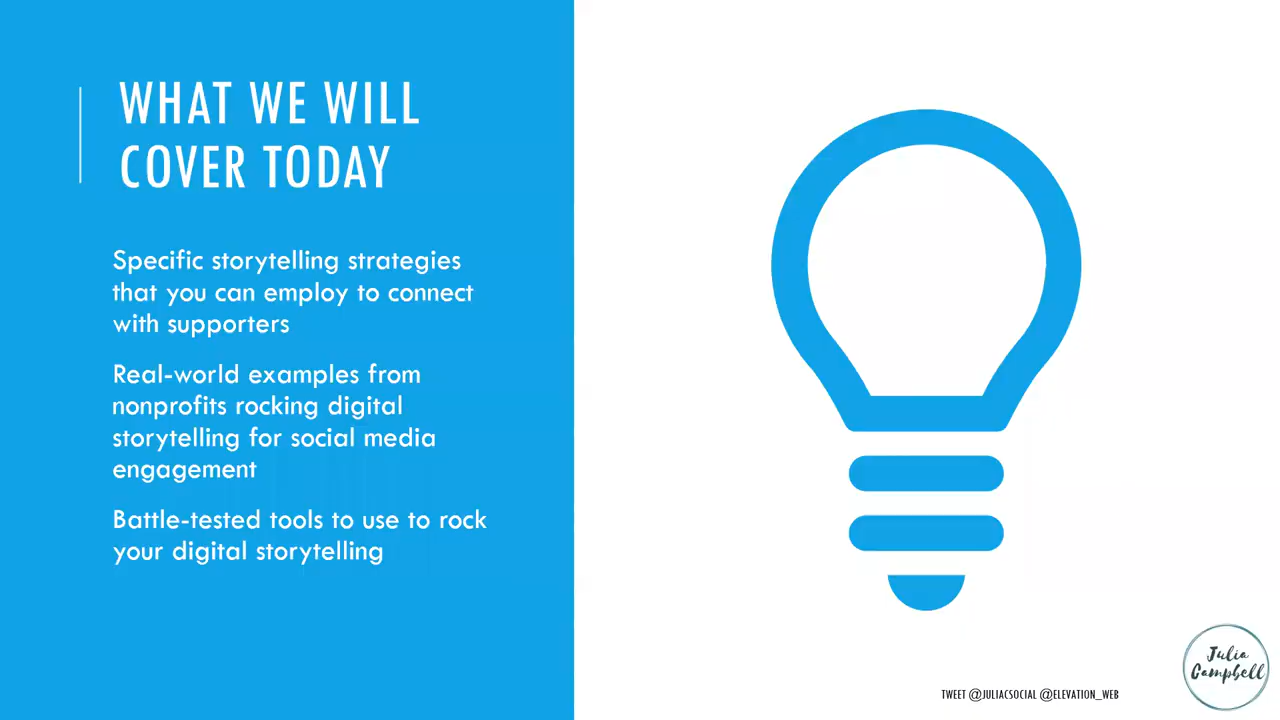 WHAT WE WILL
COVER TODAY
Specific storytelling strategies
that you can employ to connect
with supporters
Real-world examples from
nonprofits rocking digital
storytelling for social media
engagement
Battle-tested tools to use to rock
your digital storytelling
TWEET @JULIACSOCIAL @ELEVATION_WEB
Julia
Campbell